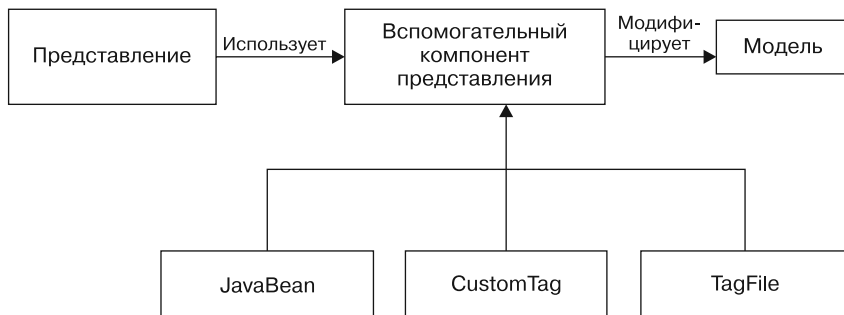 Представление
Использует
Вспомогательный
компонент
представления
Модифи-
цирует
Модель
JavaBean
CustomTag
TagFile